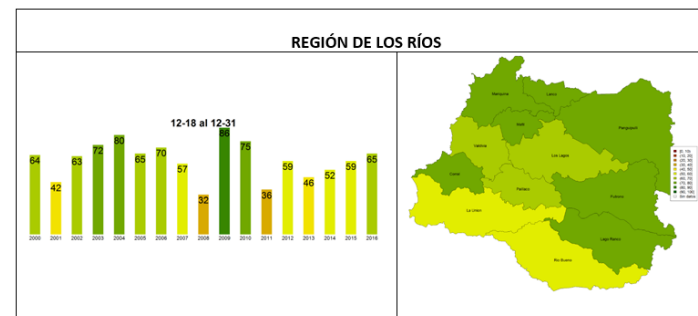 REGIÓN DE LOS RÍOS
12-18 al 12-31
64 42 63 72 80 65 70 57 32 86 75 36 59 46 52 59 65
2000 2001 2002 2003 2004 2005 2006 2007 2008 2009 2010 2011 2012 2013 2014 2015 2016
Mariquina
Lanco
Panguipulli
Máfil
Valdivia
Los Lagos
Corral
Paillaco
Futrono
La Unión
Lago Ranco
Río Bueno